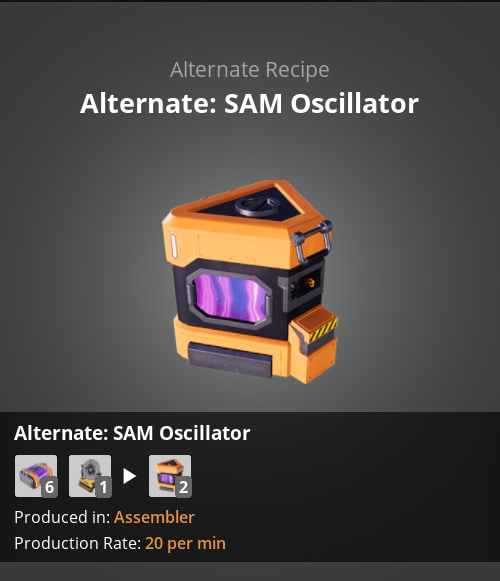 Alternate Recipe
Alternate: SAM Oscillator
Alternate: SAM Oscillator
6 1 2
Produced in: Assembler
Production Rate: 20 per min